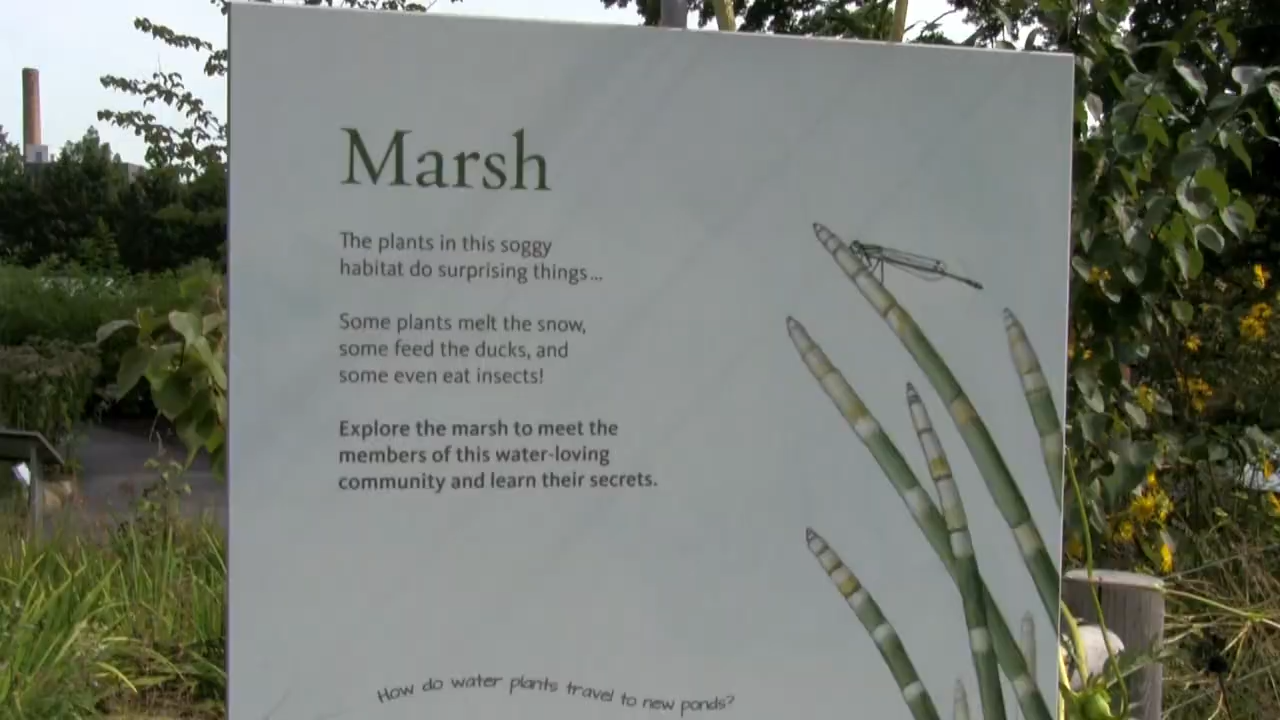 Marsh
The plants in this soggy
habitat do surprising things...
Some plants melt the snow,
some feed the ducks, and
some even eat insects!
Explore the marsh to meet the
members of this water-loving
community and learn their secrets.
How do water plants travel to new ponds?